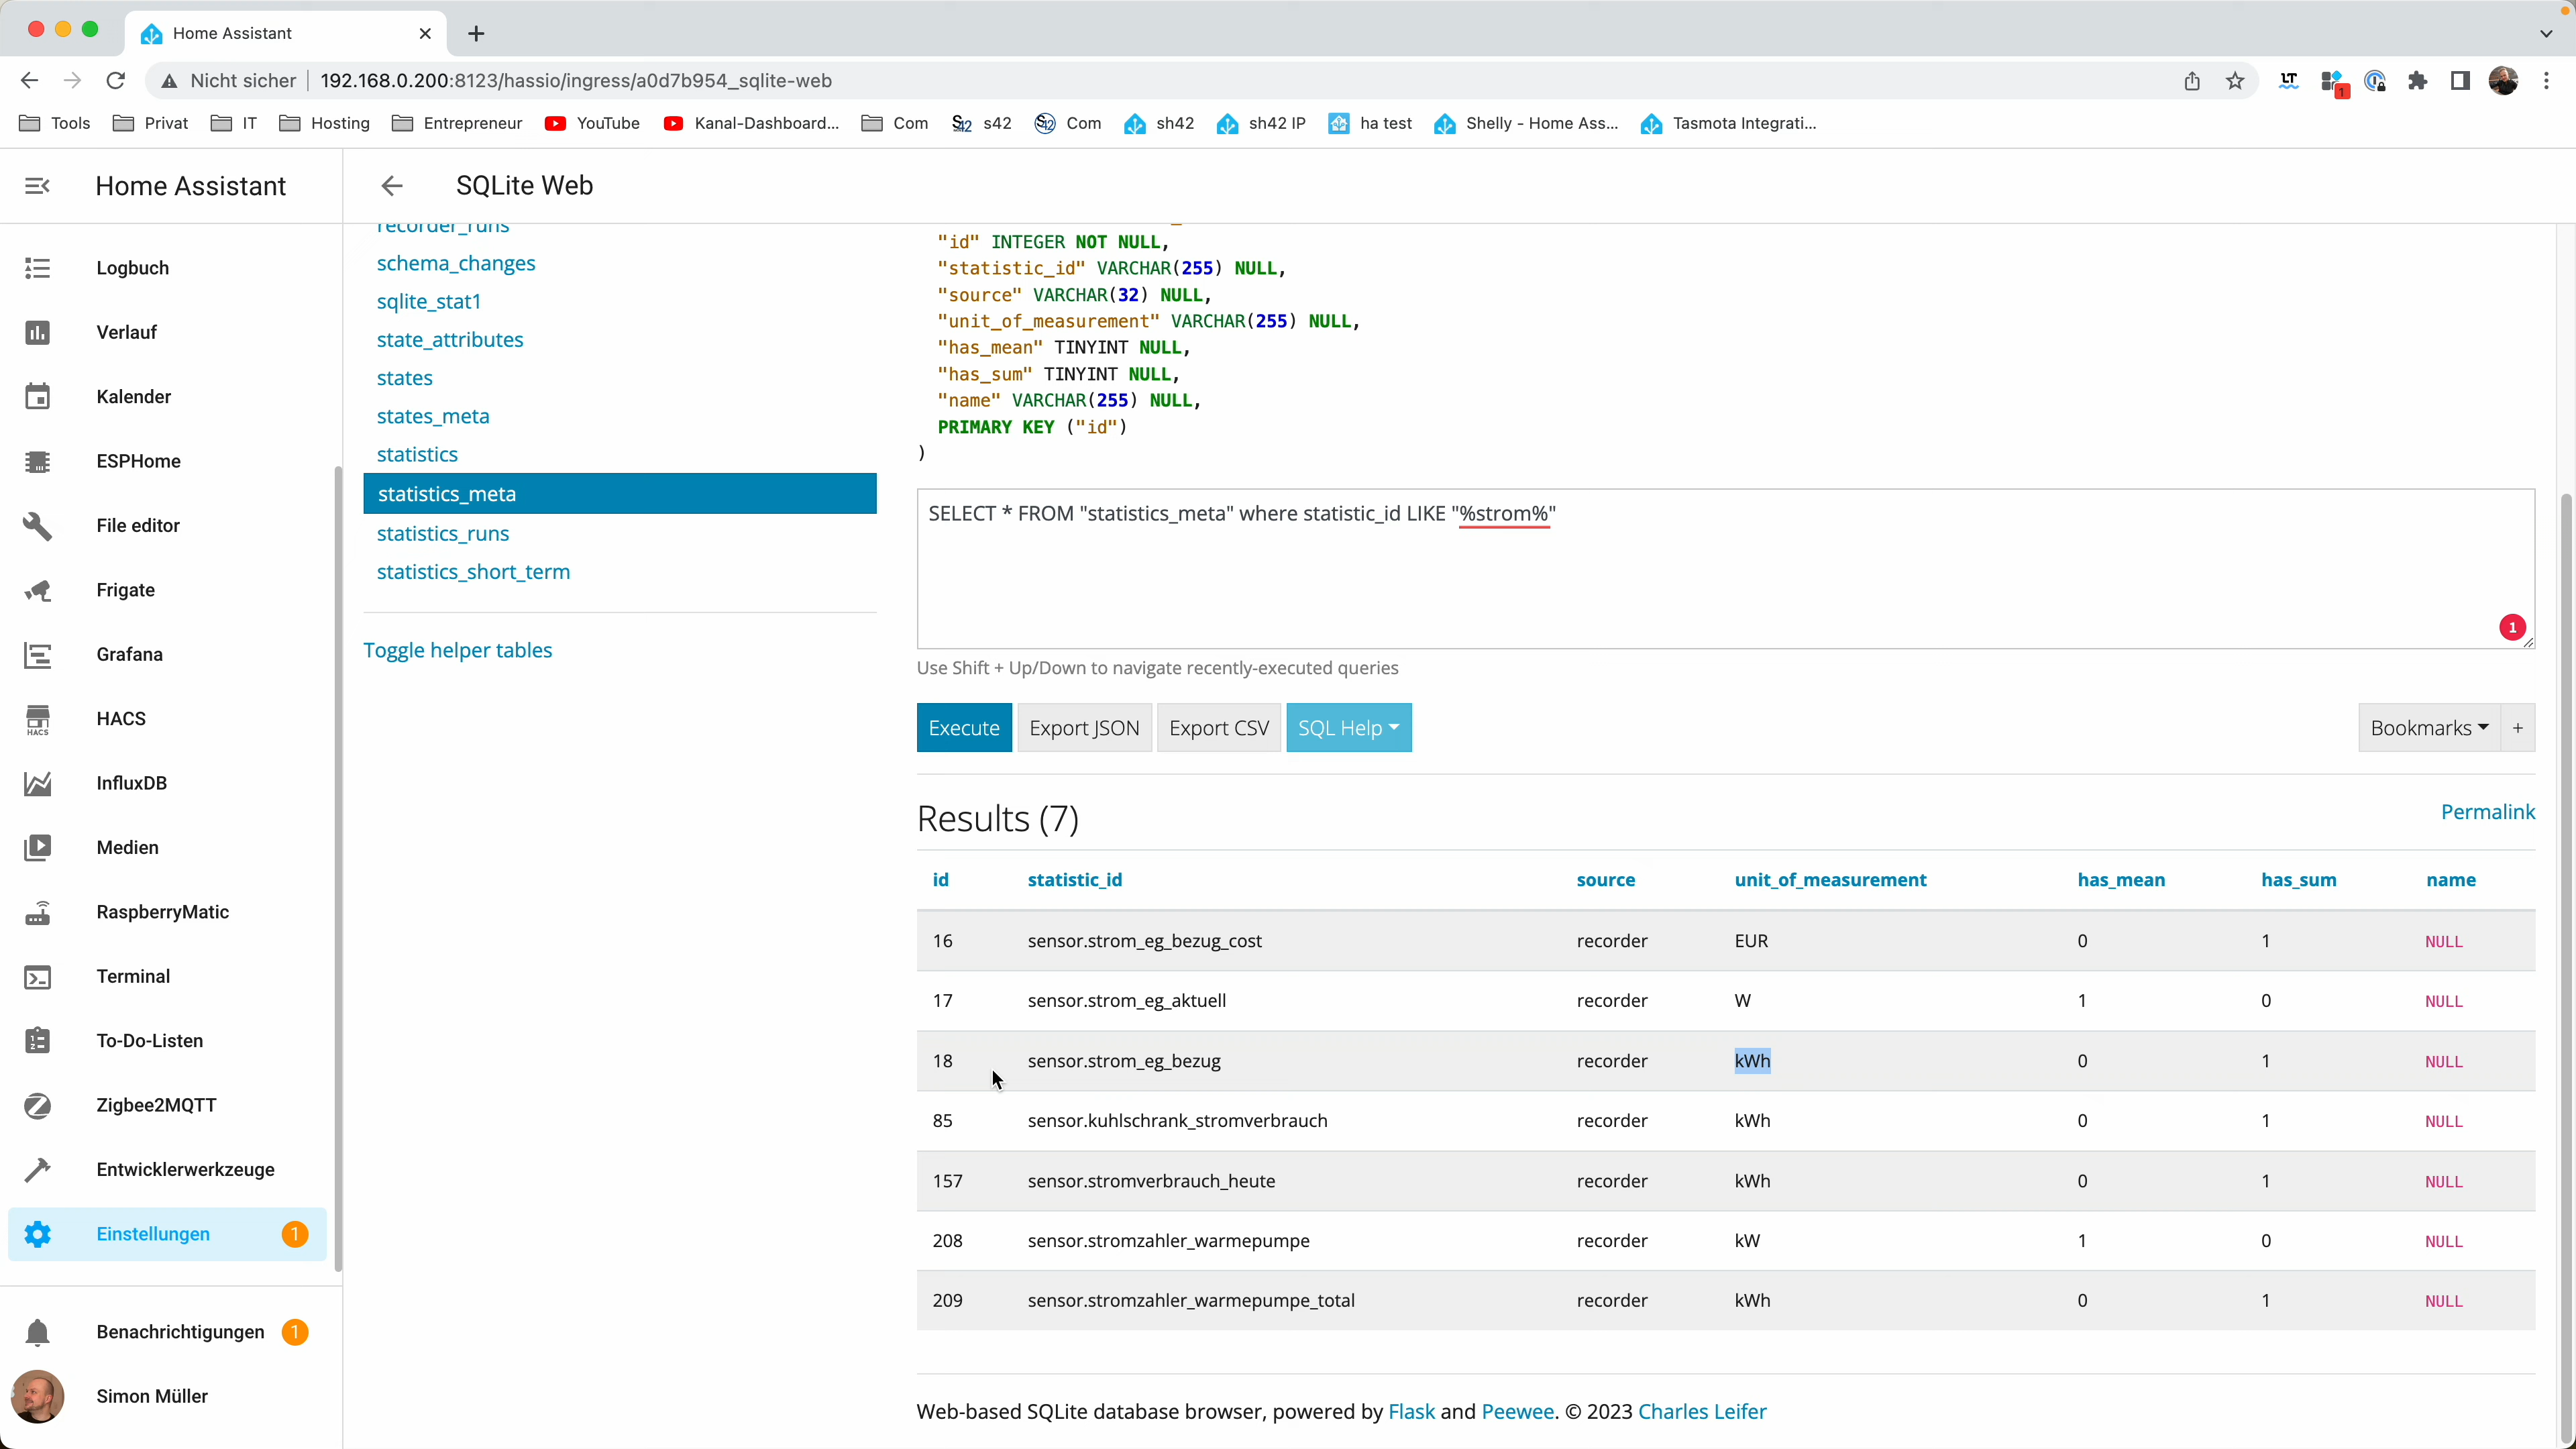 Home Assistant
Nicht sicher 192.168.0.200:8123/hassio/ingress/a0d7b954_sqlite-web
1
Tools Privat IT Hosting Entrepreneur YouTube Kanal-Dashboard... Com s42 Com sh42 sh42 IP ha test Shelly - Home Ass... Tasmota Integrati...
Home Assistant
SQLite Web
Logbuch
Verlauf
Kalender
ESPHome
File editor
Frigate
Grafana
HACS
InfluxDB
Medien
RaspberryMatic
Terminal
To-Do-Listen
Zigbee2MQTT
Entwicklerwerkzeuge
Einstellungen 1
Benachrichtigungen 1
Simon Müller
recorder_runs
schema_changes
sqlite_stat1
state_attributes
states
states_meta
statistics
statistics_meta
statistics_runs
statistics_short_term
Toggle helper tables
"id" INTEGER NOT NULL,
"statistic_id" VARCHAR(255) NULL,
"source" VARCHAR(32) NULL,
"unit_of_measurement" VARCHAR(255) NULL,
"has_mean" TINYINT NULL,
"has_sum" TINYINT NULL,
"name" VARCHAR(255) NULL,
PRIMARY KEY ("id")
)
SELECT * FROM "statistics_meta" where statistic_id LIKE "%strom%"
1
Use Shift + Up/Down to navigate recently-executed queries
Execute Export JSON Export CSV SQL Help Bookmarks +
Results (7) Permalink
id statistic_id source unit_of_measurement has_mean has_sum name
16 sensor.strom_eg_bezug_cost recorder EUR 0 1 NULL
17 sensor.strom_eg_aktuell recorder W 1 0 NULL
18 sensor.strom_eg_bezug recorder kWh 0 1 NULL
85 sensor.kuhlschrank_stromverbrauch recorder kWh 0 1 NULL
157 sensor.stromverbrauch_heute recorder kWh 0 1 NULL
208 sensor.stromzahler_warmepumpe recorder kW 1 0 NULL
209 sensor.stromzahler_warmepumpe_total recorder kWh 0 1 NULL
Web-based SQLite database browser, powered by Flask and Peewee. © 2023 Charles Leifer